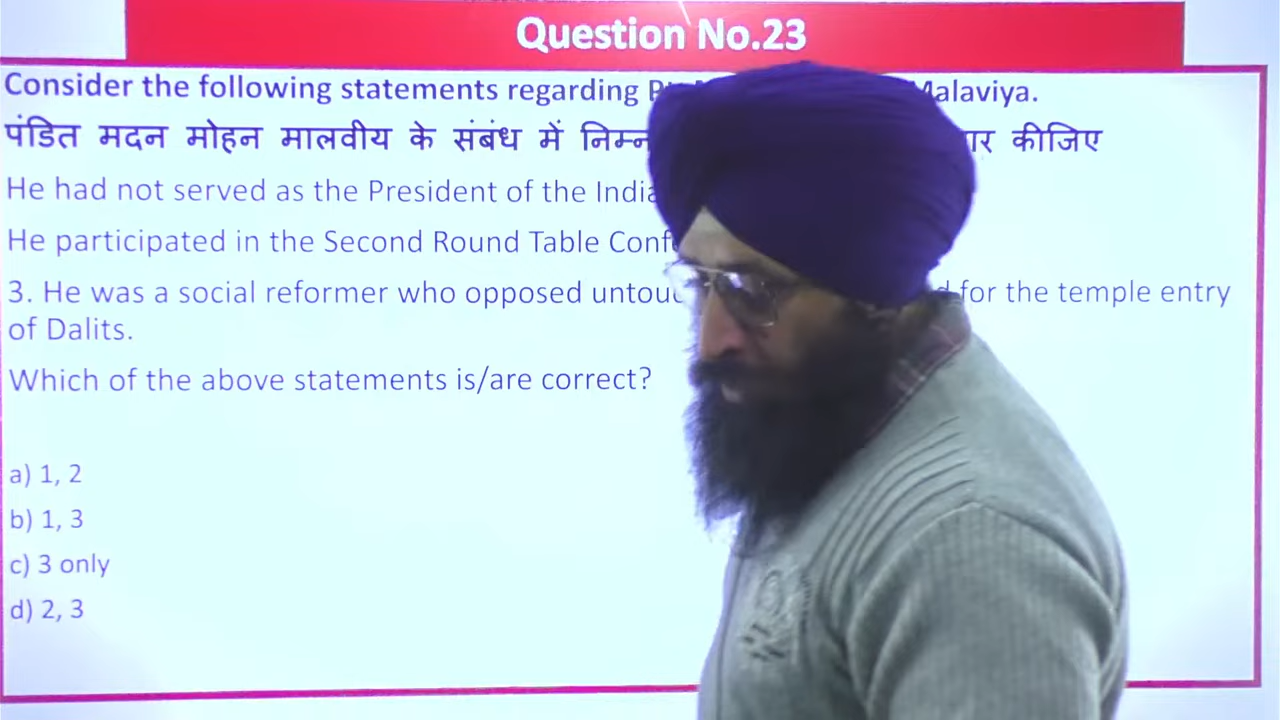 Question No.23
Consider the following statements regarding Malaviya.
पंडित मदन मोहन मालवीय के संबंध में कीजिए
He had not served as the President of the
He participated in the Second Round Table
3. He was a social reformer who opposed for the temple entry
of Dalits.
Which of the above statements is/are correct?
a) 1, 2
b) 1, 3
c) 3 only
d) 2, 3